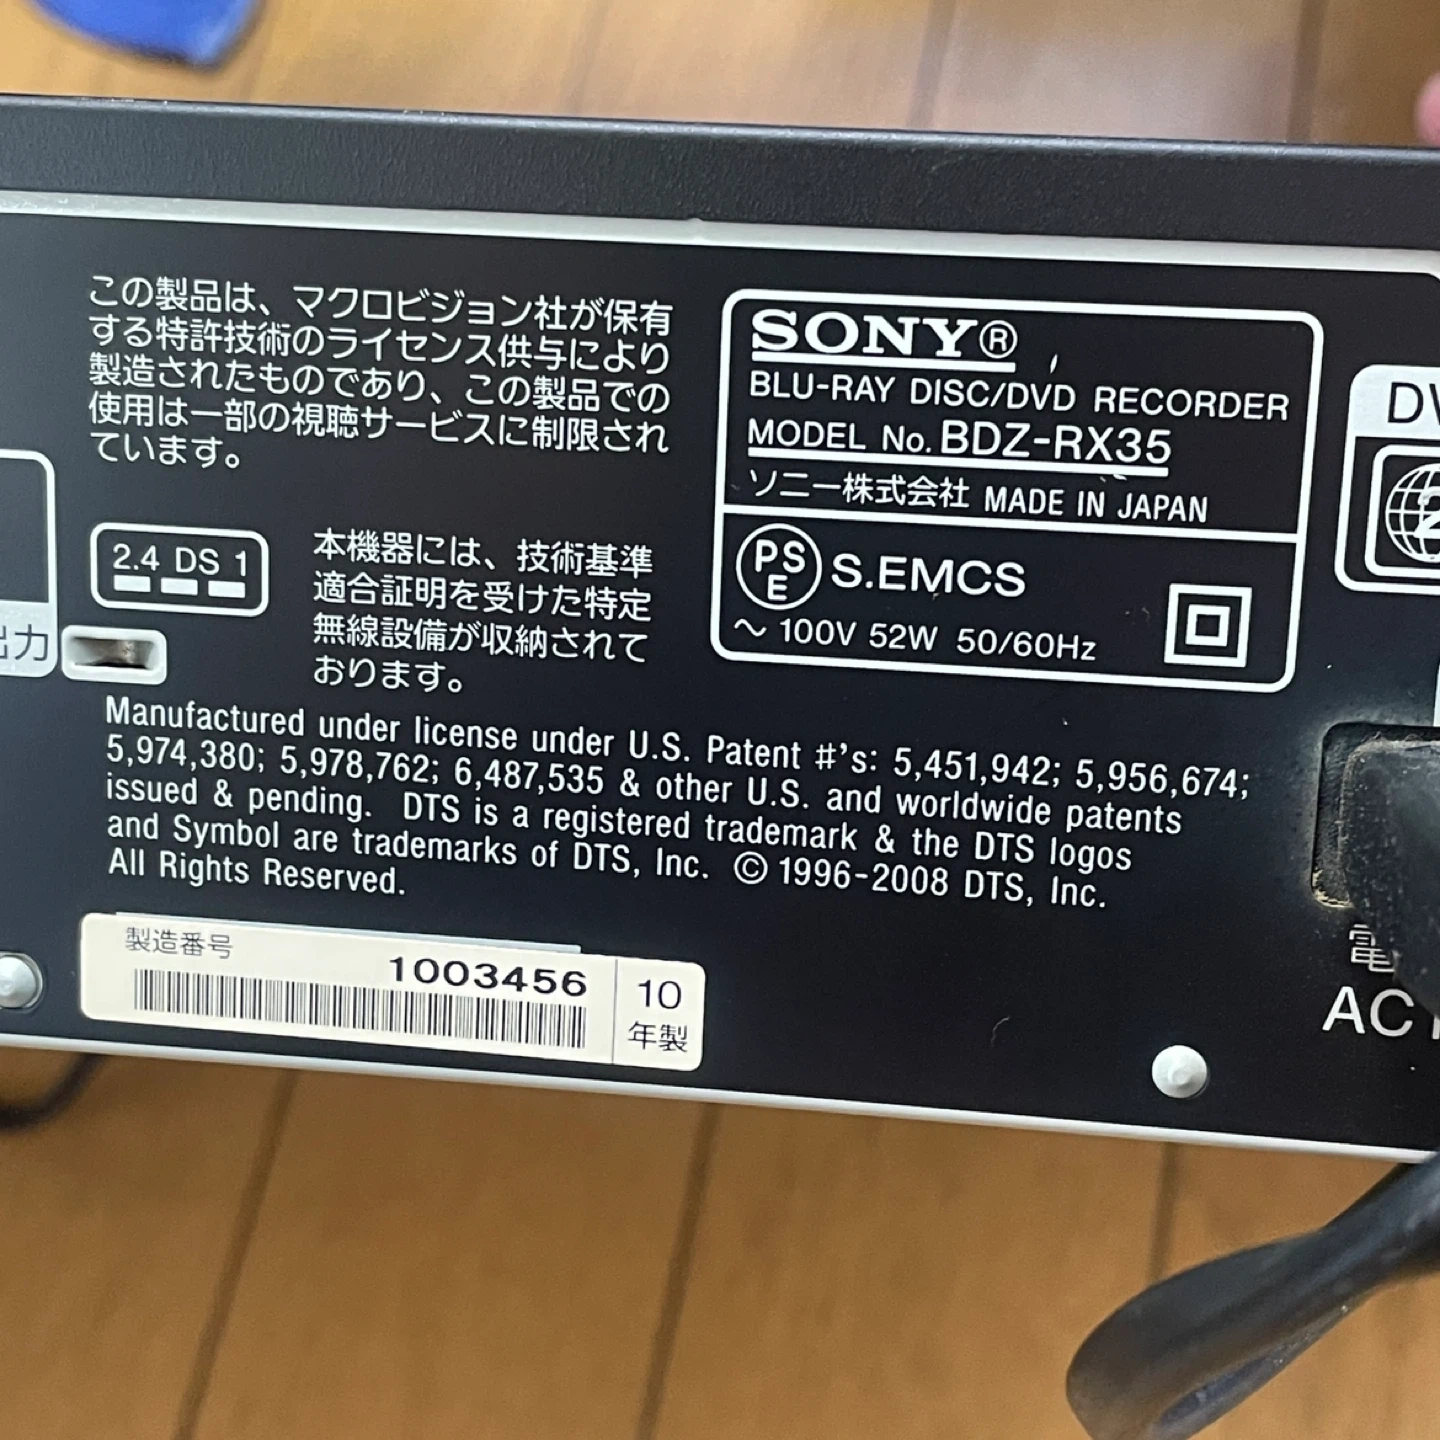 この製品は、マクロビジョン社が保有
する特許技術のライセンス供与により
製造されたものであり、この製品での
使用は一部の視聴サービスに制限され
ています。
2.4 DS 1
本機器には、技術基準
適合証明を受けた特定
無線設備が収納されて
おります。
出力
SONY®
BLU-RAY DISC/DVD RECORDER
MODEL No. BDZ-RX35
ソニー株式会社 MADE IN JAPAN
PS
E
S.EMCS
～ 100V 52W 50/60Hz
Manufactured under license under U.S. Patent #'s: 5,451,942; 5,956,674;
5,974,380; 5,978,762; 6,487,535 & other U.S. and worldwide patents
issued & pending. DTS is a registered trademark & the DTS logos
and Symbol are trademarks of DTS, Inc. © 1996-2008 DTS, Inc.
All Rights Reserved.
製造番号
1003456
10
年製
2
電
AC